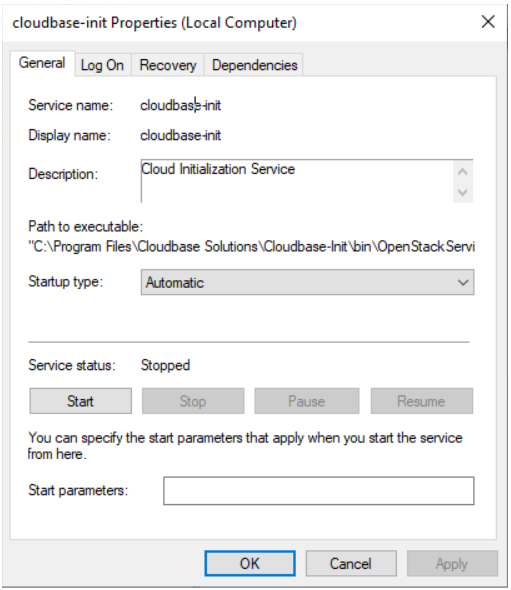 cloudbase-init Properties (Local Computer)
General Log On Recovery Dependencies
Service name: cloudbase-init
Display name: cloudbase-init
Description: Cloud Initialization Service
Path to executable:
"C:\Program Files\Cloudbase Solutions\Cloudbase-Init\bin\OpenStackServi
Startup type: Automatic
Service status: Stopped
Start Stop Pause Resume
You can specify the start parameters that apply when you start the service
from here.
Start parameters:
OK Cancel Apply